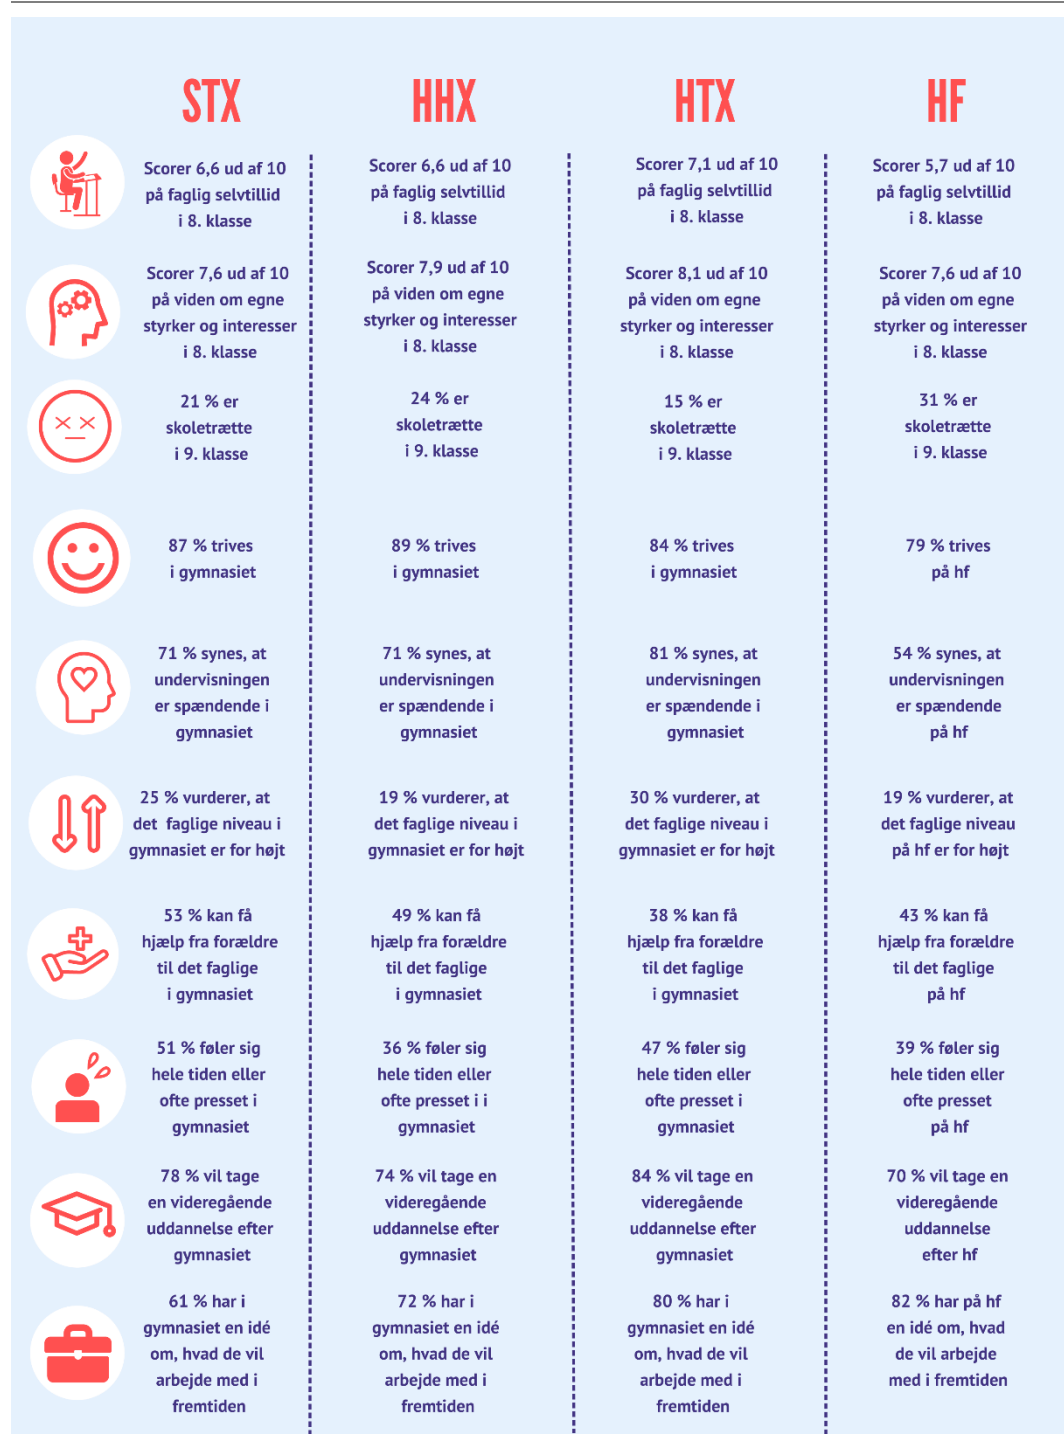 STX
HHX
HTX
HF
Scorer 6,6 ud af 10
på faglig selvtillid
i 8. klasse
Scorer 6,6 ud af 10
på faglig selvtillid
i 8. klasse
Scorer 7,1 ud af 10
på faglig selvtillid
i 8. klasse
Scorer 5,7 ud af 10
på faglig selvtillid
i 8. klasse
Scorer 7,6 ud af 10
på viden om egne
styrker og interesser
i 8. klasse
Scorer 7,9 ud af 10
på viden om egne
styrker og interesser
i 8. klasse
Scorer 8,1 ud af 10
på viden om egne
styrker og interesser
i 8. klasse
Scorer 7,6 ud af 10
på viden om egne
styrker og interesser
i 8. klasse
21 % er
skoletrætte
i 9. klasse
24 % er
skoletrætte
i 9. klasse
15 % er
skoletrætte
i 9. klasse
31 % er
skoletrætte
i 9. klasse
87 % trives
i gymnasiet
89 % trives
i gymnasiet
84 % trives
i gymnasiet
79 % trives
på hf
71 % synes, at
undervisningen
er spændende i
gymnasiet
71 % synes, at
undervisningen
er spændende i
gymnasiet
81 % synes, at
undervisningen
er spændende i
gymnasiet
54 % synes, at
undervisningen
er spændende
på hf
25 % vurderer, at
det faglige niveau i
gymnasiet er for højt
19 % vurderer, at
det faglige niveau i
gymnasiet er for højt
30 % vurderer, at
det faglige niveau i
gymnasiet er for højt
19 % vurderer, at
det faglige niveau
på hf er for højt
53 % kan få
hjælp fra forældre
til det faglige
i gymnasiet
49 % kan få
hjælp fra forældre
til det faglige
i gymnasiet
38 % kan få
hjælp fra forældre
til det faglige
i gymnasiet
43 % kan få
hjælp fra forældre
til det faglige
på hf
51 % føler sig
hele tiden eller
ofte presset i
gymnasiet
36 % føler sig
hele tiden eller
ofte presset i i
gymnasiet
47 % føler sig
hele tiden eller
ofte presset i
gymnasiet
39 % føler sig
hele tiden eller
ofte presset
på hf
78 % vil tage
en videregående
uddannelse efter
gymnasiet
74 % vil tage en
videregående
uddannelse efter
gymnasiet
84 % vil tage en
videregående
uddannelse efter
gymnasiet
70 % vil tage en
videregående
uddannelse
efter hf
61 % har i
gymnasiet en idé
om, hvad de vil
arbejde med i
fremtiden
72 % har i
gymnasiet en idé
om, hvad de vil
arbejde med i
fremtiden
80 % har i
gymnasiet en idé
om, hvad de vil
arbejde med i
fremtiden
82 % har på hf
en idé om, hvad
de vil arbejde
med i fremtiden